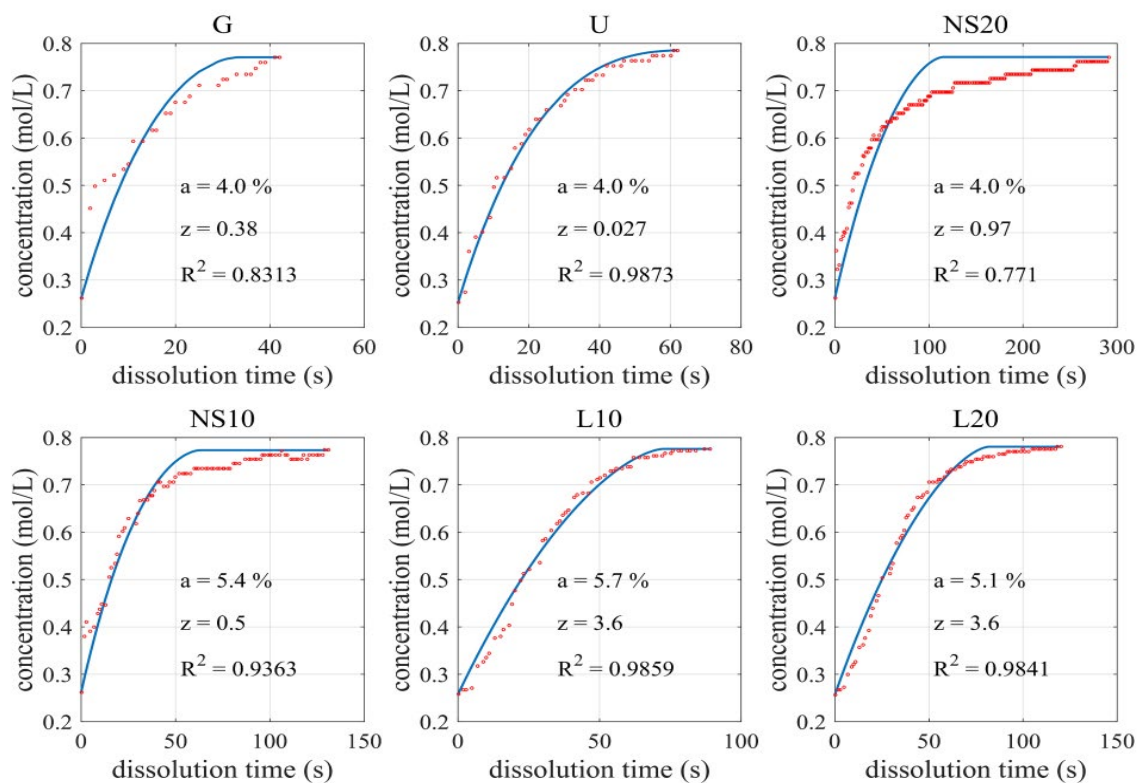 G
0.8
0.7
0.6
0.5
0.4
0.3
0.2
concentration (mol/L)
a = 4.0 %
z = 0.38
R² = 0.8313
0 20 40 60
dissolution time (s)
U
0.8
0.7
0.6
0.5
0.4
0.3
0.2
concentration (mol/L)
a = 4.0 %
z = 0.027
R² = 0.9873
0 20 40 60 80
dissolution time (s)
NS20
0.8
0.7
0.6
0.5
0.4
0.3
0.2
concentration (mol/L)
a = 4.0 %
z = 0.97
R² = 0.771
0 100 200 300
dissolution time (s)
NS10
0.8
0.7
0.6
0.5
0.4
0.3
0.2
concentration (mol/L)
a = 5.4 %
z = 0.5
R² = 0.9363
0 50 100 150
dissolution time (s)
L10
0.8
0.7
0.6
0.5
0.4
0.3
0.2
concentration (mol/L)
a = 5.7 %
z = 3.6
R² = 0.9859
0 50 100
dissolution time (s)
L20
0.8
0.7
0.6
0.5
0.4
0.3
0.2
concentration (mol/L)
a = 5.1 %
z = 3.6
R² = 0.9841
0 50 100 150
dissolution time (s)